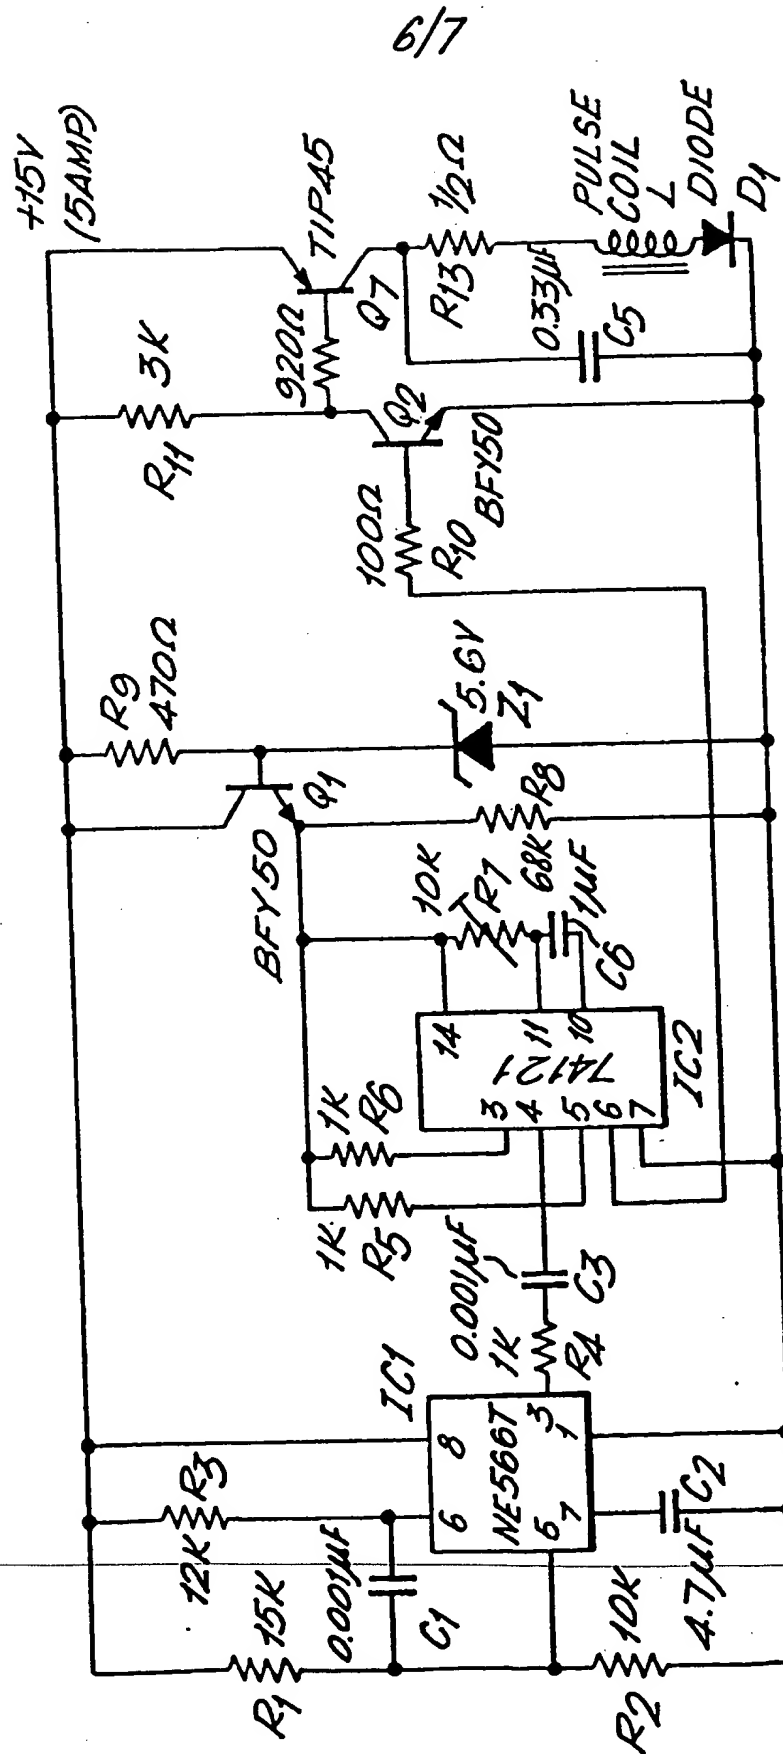 6/7
+15V
(5AMP)
R1
15K
12K
R3
0.001µF
C1
R2
10K
4.7µF
C2
IC1
NE566T
6
8
5
7
3
1
1K
R4
0.001µF
C3
1K
R5
1K
R6
IC2
74121
14
11
10
3
4
5
6
7
10K
R7
1µF
C6
68K
R8
BFY50
Q1
R9
470Ω
5.6V
Z1
100Ω
R10
R11
3K
Q2
BFY50
920Ω
TIP45
Q7
R13
½Ω
0.33µF
C5
PULSE
COIL
L
DIODE
D1